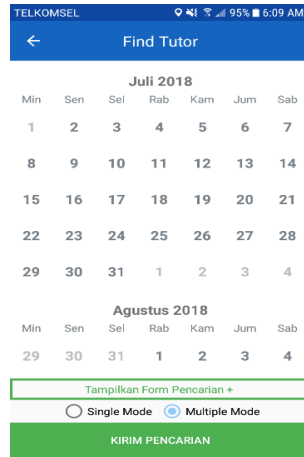 TELKOMSEL 95% 6:09 AM
Find Tutor
Juli 2018
Min Sen Sel Rab Kam Jum Sab
1 2 3 4 5 6 7
8 9 10 11 12 13 14
15 16 17 18 19 20 21
22 23 24 25 26 27 28
29 30 31 1 2 3 4
Agustus 2018
Min Sen Sel Rab Kam Jum Sab
29 30 31 1 2 3 4
Tampilkan Form Pencarian +
Single Mode Multiple Mode
KIRIM PENCARIAN